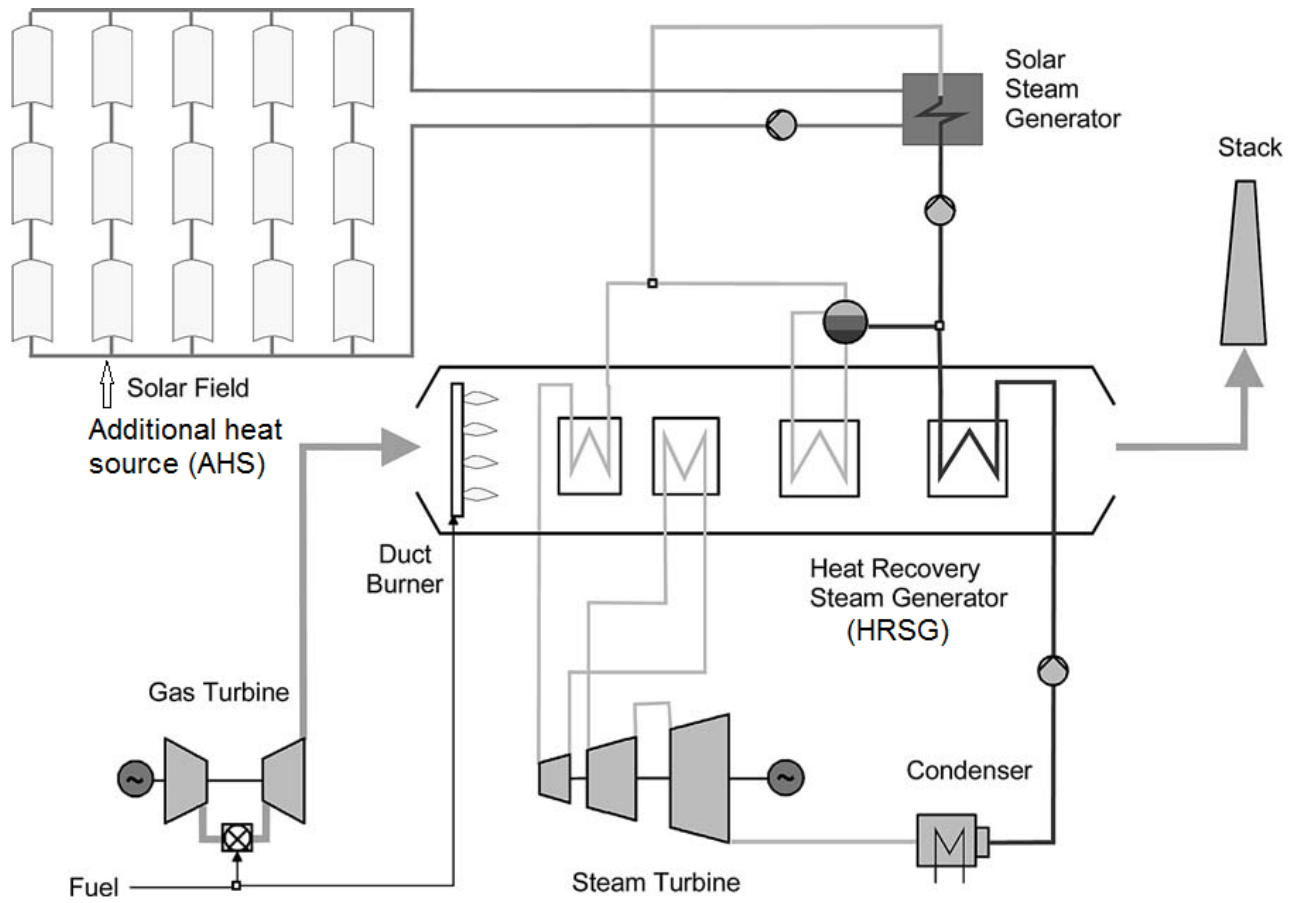 Solar
Steam
Generator
Stack
Solar Field
Additional heat
source (AHS)
Duct
Burner
Heat Recovery
Steam Generator
(HRSG)
Gas Turbine
Condenser
~
~
Fuel
Steam Turbine